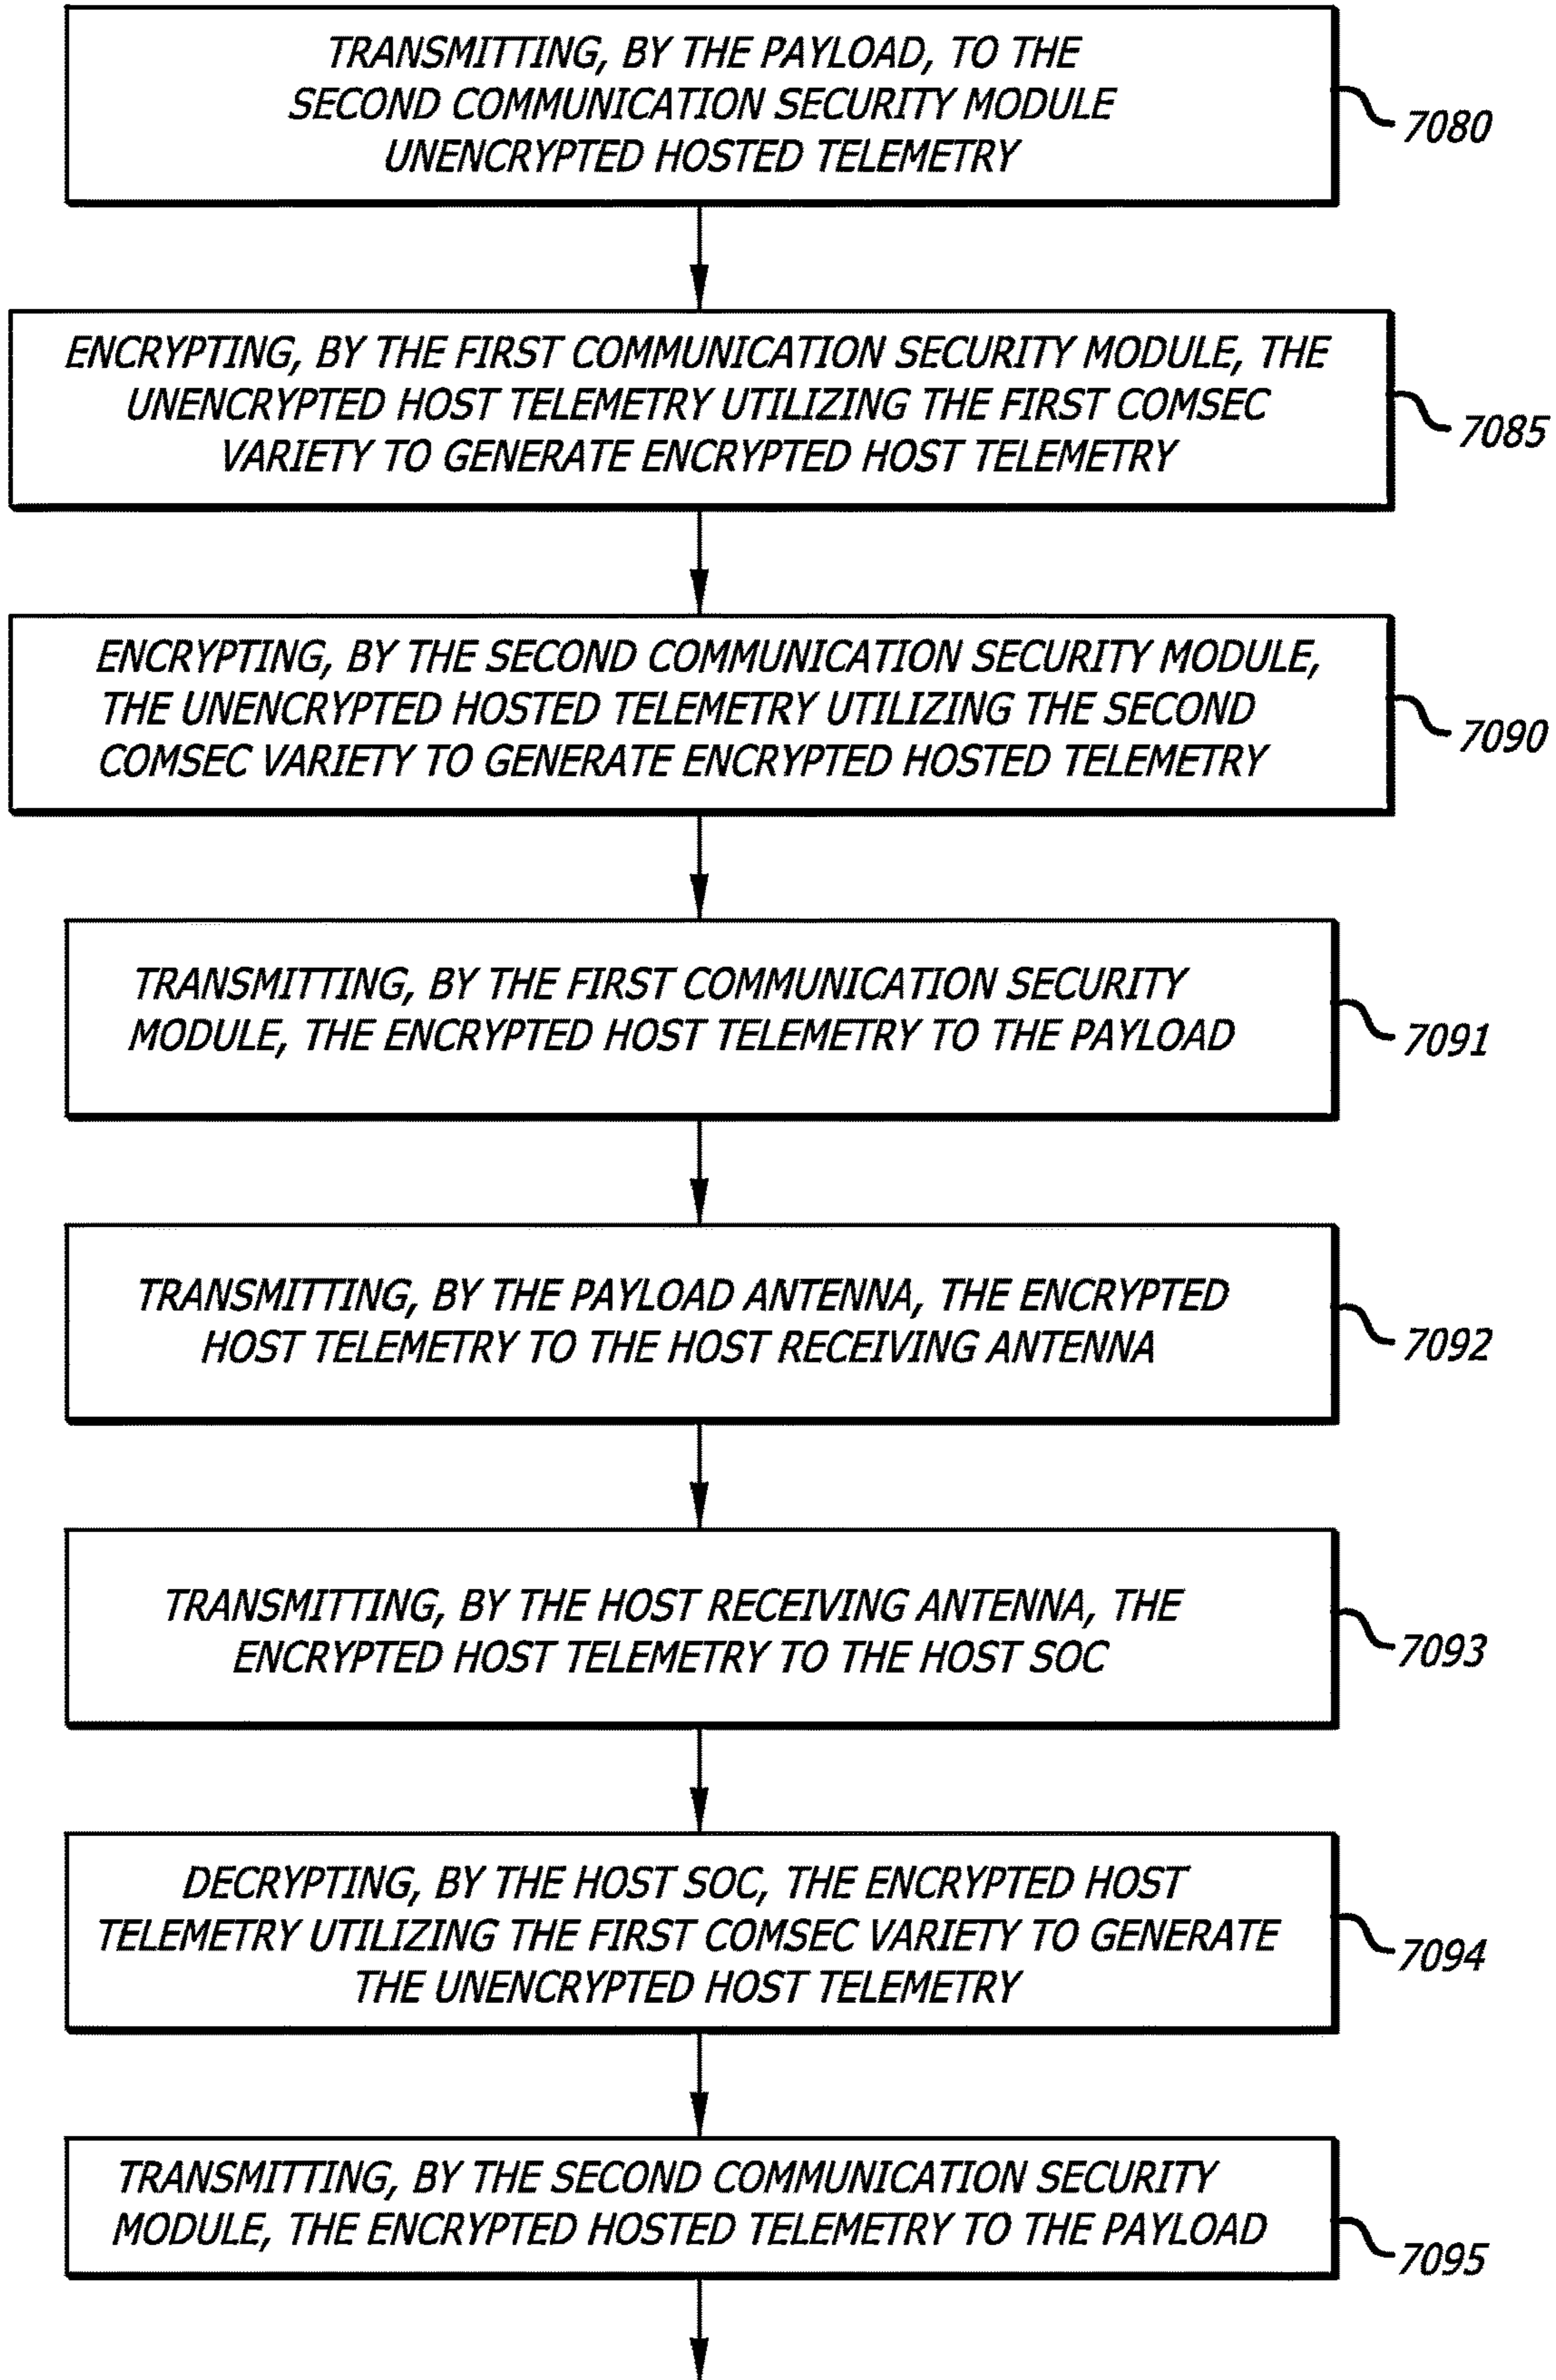 TRANSMITTING, BY THE PAYLOAD, TO THE
SECOND COMMUNICATION SECURITY MODULE
UNENCRYPTED HOSTED TELEMETRY
7080
ENCRYPTING, BY THE FIRST COMMUNICATION SECURITY MODULE, THE
UNENCRYPTED HOST TELEMETRY UTILIZING THE FIRST COMSEC
VARIETY TO GENERATE ENCRYPTED HOST TELEMETRY
7085
ENCRYPTING, BY THE SECOND COMMUNICATION SECURITY MODULE,
THE UNENCRYPTED HOSTED TELEMETRY UTILIZING THE SECOND
COMSEC VARIETY TO GENERATE ENCRYPTED HOSTED TELEMETRY
7090
TRANSMITTING, BY THE FIRST COMMUNICATION SECURITY
MODULE, THE ENCRYPTED HOST TELEMETRY TO THE PAYLOAD
7091
TRANSMITTING, BY THE PAYLOAD ANTENNA, THE ENCRYPTED
HOST TELEMETRY TO THE HOST RECEIVING ANTENNA
7092
TRANSMITTING, BY THE HOST RECEIVING ANTENNA, THE
ENCRYPTED HOST TELEMETRY TO THE HOST SOC
7093
DECRYPTING, BY THE HOST SOC, THE ENCRYPTED HOST
TELEMETRY UTILIZING THE FIRST COMSEC VARIETY TO GENERATE
THE UNENCRYPTED HOST TELEMETRY
7094
TRANSMITTING, BY THE SECOND COMMUNICATION SECURITY
MODULE, THE ENCRYPTED HOSTED TELEMETRY TO THE PAYLOAD
7095